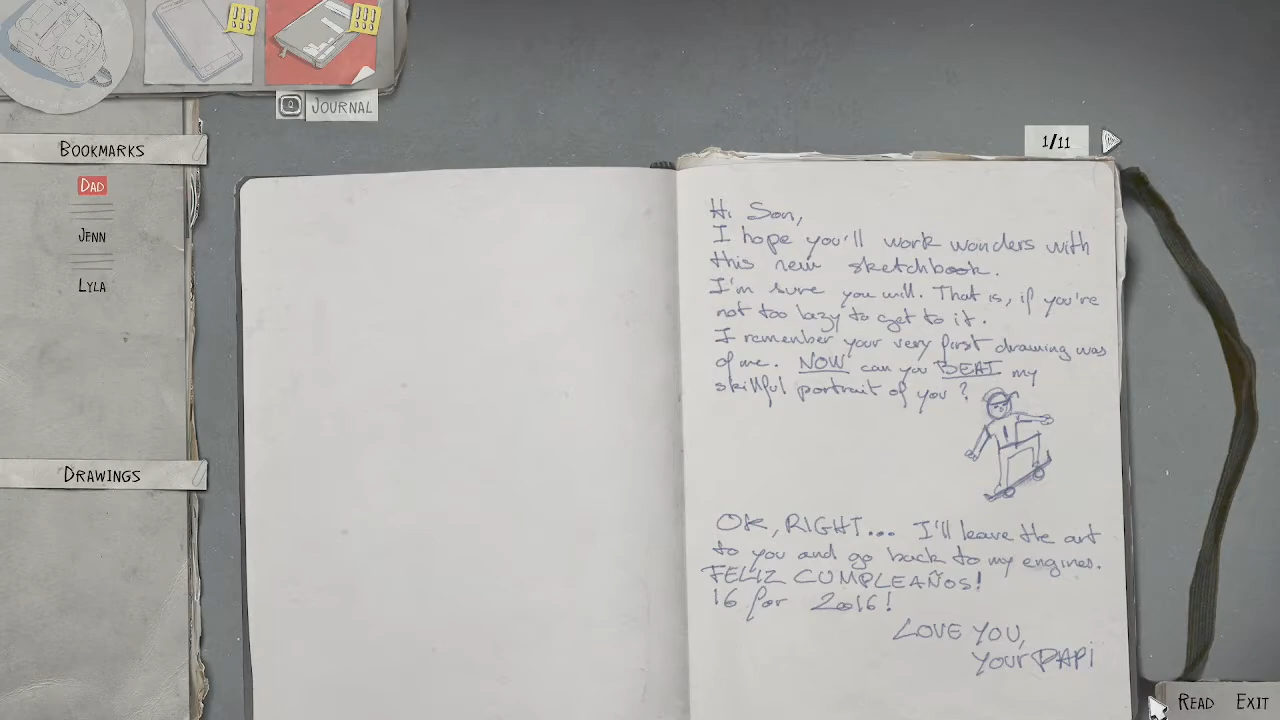 JOURNAL
BOOKMARKS
DAD
JENN
LYLA
DRAWINGS
1/11
Hi Son,
I hope you'll work wonders with
this new sketchbook.
I'm sure you will. That is, if you're
not too lazy to get to it.
I remember your very first drawing was
of me. NOW can you BEAT my
skillful portrait of you?
OK, RIGHT... I'll leave the art
to you and go back to my engines.
FELIZ CUMPLEAÑOS!
16 for 2016!
LOVE YOU,
Your PAPI
READ EXIT